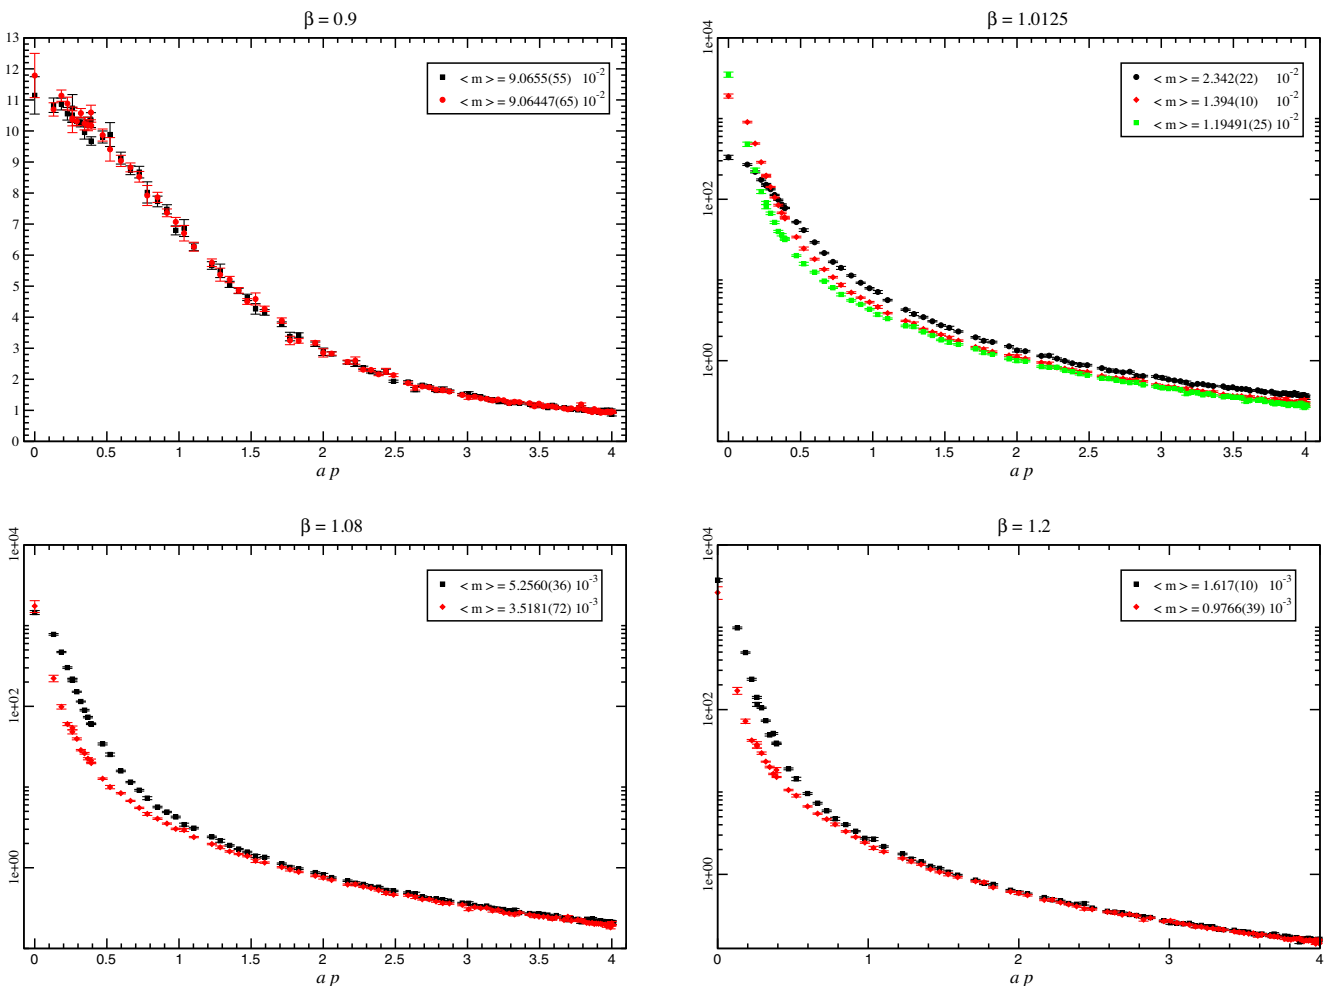 β = 0.9
13
12
11
10
9
8
7
6
5
4
3
2
1
0
< m > = 9.0655(55) 10^-2
< m > = 9.06447(65) 10^-2
0 0.5 1 1.5 2 2.5 3 3.5 4
a p
β = 1.0125
1e+04
1e+02
1e+00
< m > = 2.342(22) 10^-2
< m > = 1.394(10) 10^-2
< m > = 1.19491(25) 10^-2
0 0.5 1 1.5 2 2.5 3 3.5 4
a p
β = 1.08
1e+04
1e+02
1e+00
< m > = 5.2560(36) 10^-3
< m > = 3.5181(72) 10^-3
0 0.5 1 1.5 2 2.5 3 3.5 4
a p
β = 1.2
1e+04
1e+02
1e+00
< m > = 1.617(10) 10^-3
< m > = 0.9766(39) 10^-3
0 1 2 3 4
a p